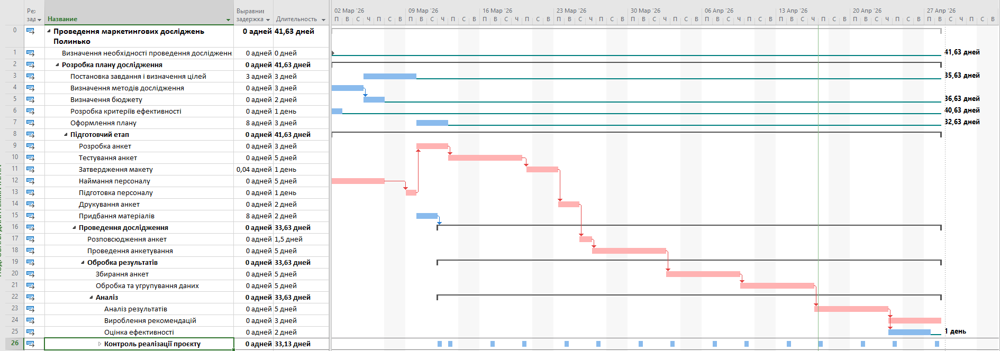 Реж
зад
Название
Выравнив
задержка
Длительность
02 Мар '26 09 Мар '26 16 Мар '26 23 Мар '26 30 Мар '26 06 Апр '26 13 Апр '26 20 Апр '26 27 Апр '26
П В С Ч П С В П В С Ч П С В П В С Ч П С В П В С Ч П С В П В С Ч П С В П В С Ч П С В П В С Ч П С В П В С Ч П С В П В С Ч П С В
0 Проведення маркетингових досліджень 0 адней 41,63 дней
Полинько
1 Визначення необхідності проведення дослідженн 0 адней 0 дней 41,63 дней
2 Розробка плану дослідження 0 адней 41,63 дней
3 Постановка завдання і визначення цілей 3 адней 3 дней 35,63 дней
4 Визначення методів дослідження 0 адней 3 дней
5 Визначення бюджету 0 адней 2 дней 36,63 дней
6 Розробка критеріїв ефективності 0 адней 1 день 40,63 дней
7 Оформлення плану 8 адней 3 дней 32,63 дней
8 Підготовчий етап 0 адней 41,63 дней
9 Розробка анкет 0 адней 3 дней
10 Тестування анкет 0 адней 5 дней
11 Затвердження макету 0,04 адней 1 день
12 Наймання персоналу 0 адней 5 дней
13 Підготовка персоналу 0 адней 1 день
14 Друкування анкет 0 адней 2 дней
15 Придбання матеріалів 8 адней 2 дней
16 Проведення дослідження 0 адней 33,63 дней
17 Розповсюдження анкет 0 адней 1,5 дней
18 Проведення анкетування 0 адней 5 дней
19 Обробка результатів 0 адней 33,63 дней
20 Збирання анкет 0 адней 5 дней
21 Обробка та угрупування даних 0 адней 5 дней
22 Аналіз 0 адней 33,63 дней
23 Аналіз результатів 0 адней 5 дней
24 Вироблення рекомендацій 0 адней 3 дней
25 Оцінка ефективності 0 адней 2 дней 1 день
26 Контроль реалізації проєкту 0 адней 33,13 дней